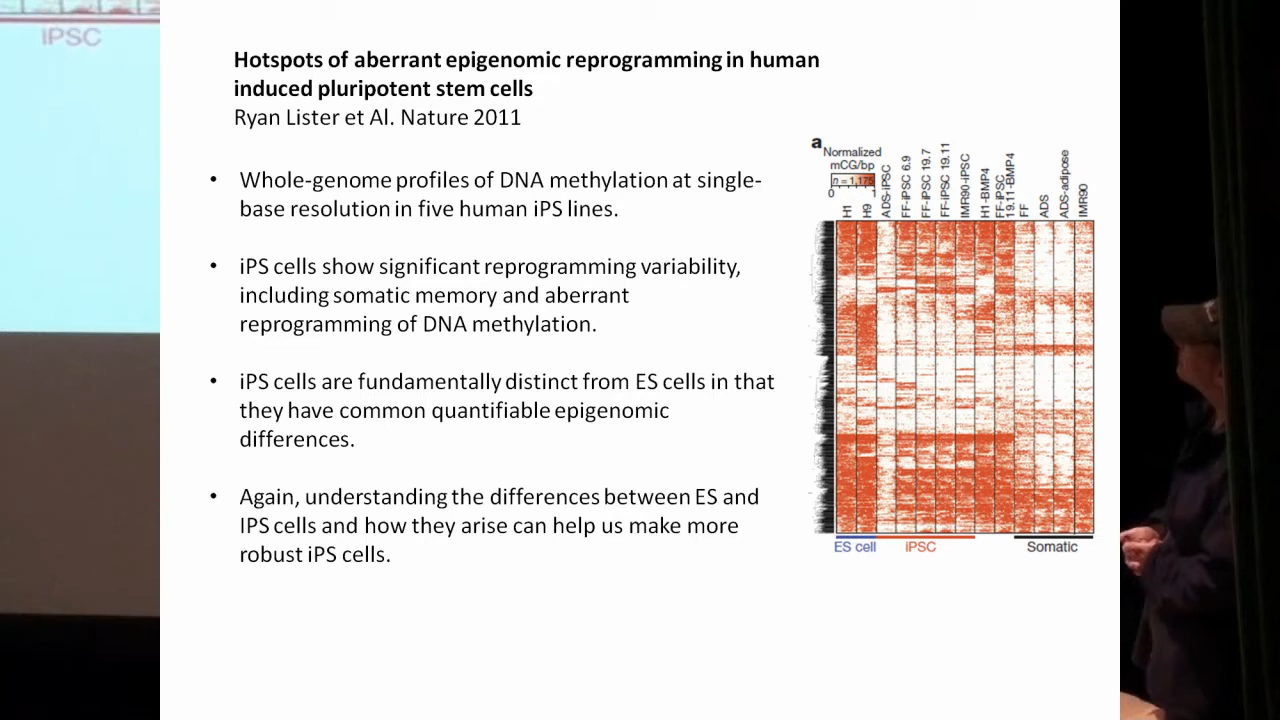 iPSC
Hotspots of aberrant epigenomic reprogramming in human
induced pluripotent stem cells
Ryan Lister et Al. Nature 2011
• Whole-genome profiles of DNA methylation at single-
base resolution in five human iPS lines.
• iPS cells show significant reprogramming variability,
including somatic memory and aberrant
reprogramming of DNA methylation.
• iPS cells are fundamentally distinct from ES cells in that
they have common quantifiable epigenomic
differences.
• Again, understanding the differences between ES and
IPS cells and how they arise can help us make more
robust iPS cells.
a
Normalized
mCG/bp
n = 1,175
0
1
H1
H9
ADS-iPSC
FF-iPSC 6.9
FF-iPSC 19.7
FF-iPSC 19.11
IMR90-iPSC
H1-BMP4
FF-iPSC
19.11-BMP4
FF
ADS
ADS-adipose
IMR90
ES cell
iPSC
Somatic